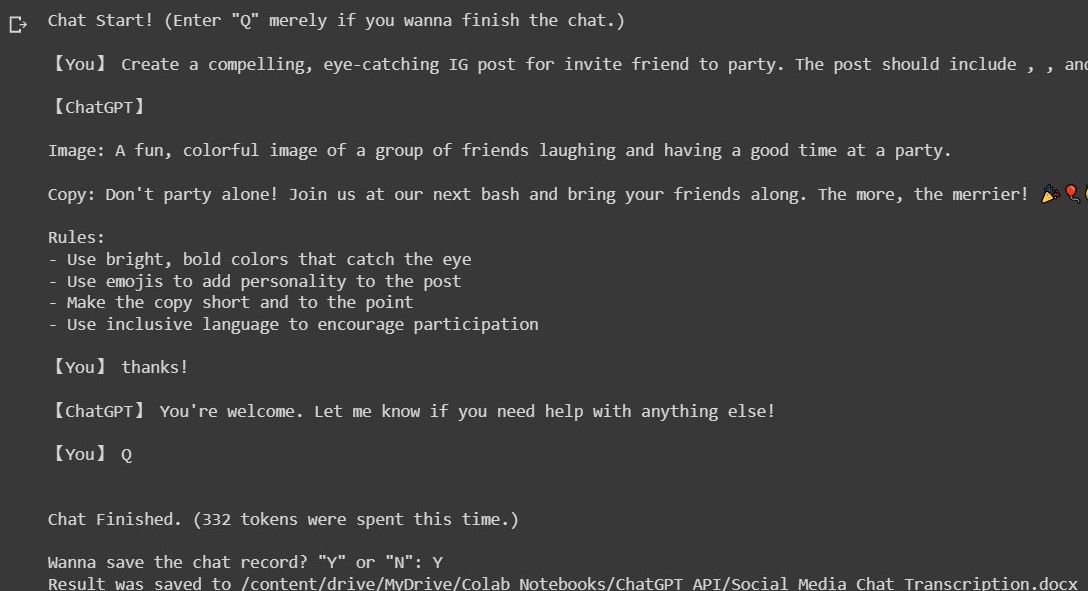 Chat Start! (Enter "Q" merely if you wanna finish the chat.)
【You】 Create a compelling, eye-catching IG post for invite friend to party. The post should include , , and
【ChatGPT】
Image: A fun, colorful image of a group of friends laughing and having a good time at a party.
Copy: Don't party alone! Join us at our next bash and bring your friends along. The more, the merrier! 🎉🎈
Rules:
- Use bright, bold colors that catch the eye
- Use emojis to add personality to the post
- Make the copy short and to the point
- Use inclusive language to encourage participation
【You】 thanks!
【ChatGPT】 You're welcome. Let me know if you need help with anything else!
【You】 Q
Chat Finished. (332 tokens were spent this time.)
Wanna save the chat record? "Y" or "N": Y
Result was saved to /content/drive/MyDrive/Colab Notebooks/ChatGPT API/Social Media Chat Transcription.docx